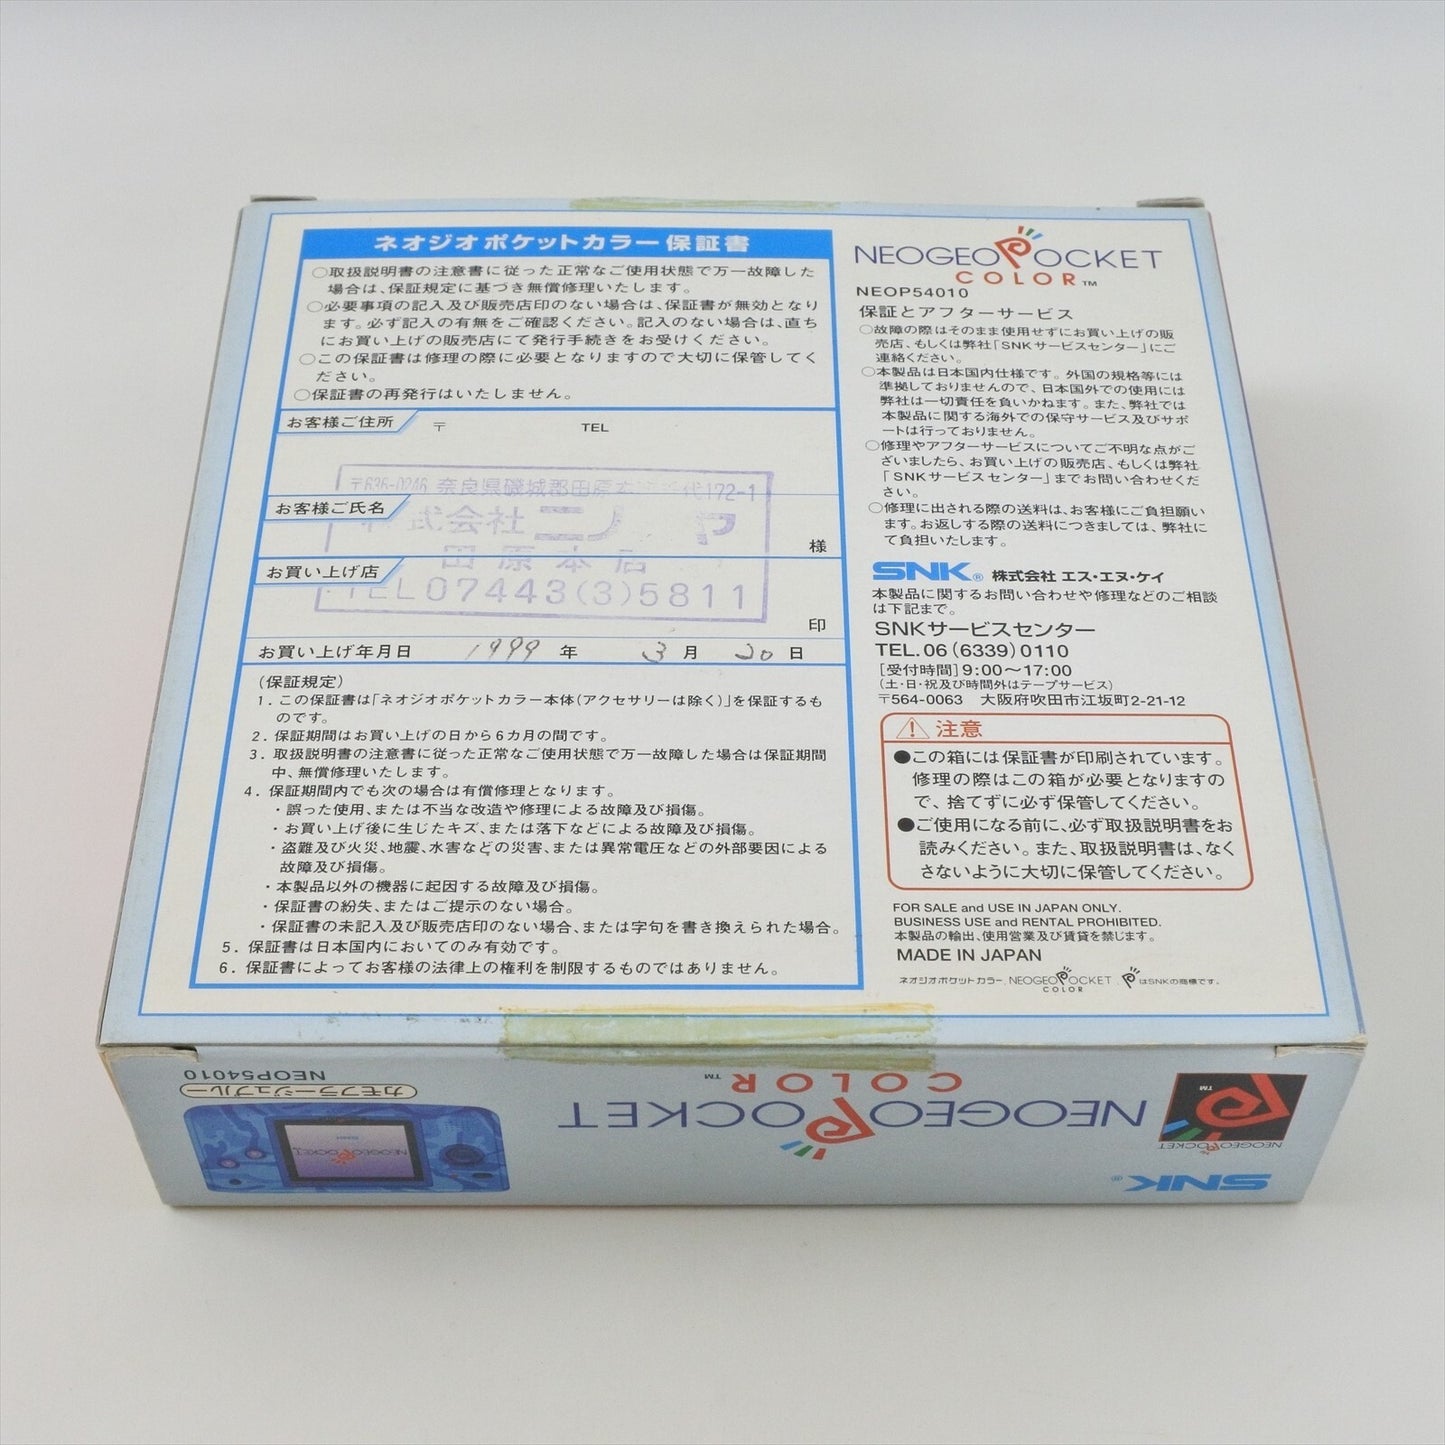 ネオジオポケットカラー保証書
○取扱説明書の注意書に従った正常なご使用状態で万一故障した
場合は、保証規定に基づき無償修理いたします。
○必要事項の記入及び販売店印のない場合は、保証書が無効となり
ます。必ず記入の有無をご確認ください。記入のない場合は、直ち
にお買い上げの販売店にて発行手続きをお受けください。
○この保証書は修理の際に必要となりますので大切に保管してく
ださい。
○保証書の再発行はいたしません。
お客様ご住所 〒 TEL
〒636-0246 奈良県磯城郡田原本 代172-1
お客様ご氏名
株式会社
様
田原本店
お買い上げ店
TEL07443(3)5811
印
お買い上げ年月日 1999 年 3 月 20 日
(保証規定)
1. この保証書は「ネオジオポケットカラー本体(アクセサリーは除く)」を保証するも
のです。
2. 保証期間はお買い上げの日から6カ月の間です。
3. 取扱説明書の注意書に従った正常なご使用状態で万一故障した場合は保証期間
中、無償修理いたします。
4. 保証期間内でも次の場合は有償修理となります。
・誤った使用、または不当な改造や修理による故障及び損傷。
・お買い上げ後に生じたキズ、または落下などによる故障及び損傷。
・盗難及び火災、地震、水害などの災害、または異常電圧などの外部要因による
故障及び損傷。
・本製品以外の機器に起因する故障及び損傷。
・保証書の紛失、またはご提示のない場合。
・保証書の未記入及び販売店印のない場合、または字句を書き換えられた場合。
5. 保証書は日本国内においてのみ有効です。
6. 保証書によってお客様の法律上の権利を制限するものではありません。
NEOGEO POCKET
COLOR™
NEOP54010
保証とアフターサービス
○故障の際はそのまま使用せずにお買い上げの販
売店、もしくは弊社「SNKサービスセンター」にご
連絡ください。
○本製品は日本国内仕様です。外国の規格等には
準拠しておりませんので、日本国外での使用には
弊社は一切責任を負いかねます。また、弊社では
本製品に関する海外での保守サービス及びサポ
ートは行っておりません。
○修理やアフターサービスについてご不明な点がご
ざいましたら、お買い上げの販売店、もしくは弊社
「SNKサービスセンター」までお問い合わせくだ
さい。
○修理に出される際の送料は、お客様にご負担願い
ます。お返しする際の送料につきましては、弊社に
て負担いたします。
SNK® 株式会社 エス・エヌ・ケイ
本製品に関するお問い合わせや修理などのご相談
は下記まで。
SNKサービスセンター
TEL.06(6339)0110
[受付時間]9:00〜17:00
(土・日・祝及び時間外はテープサービス)
〒564-0063 大阪府吹田市江坂町2-21-12
注意
●この箱には保証書が印刷されています。
修理の際はこの箱が必要となりますの
で、捨てずに必ず保管してください。
●ご使用になる前に、必ず取扱説明書をお
読みください。また、取扱説明書は、なく
さないように大切に保管してください。
FOR SALE and USE IN JAPAN ONLY.
BUSINESS USE and RENTAL PROHIBITED.
本製品の輸出、使用営業及び賃貸を禁じます。
MADE IN JAPAN
ネオジオポケットカラー、NEOGEO POCKET COLOR、はSNKの商標です。
SNK®
NEOGEO POCKET
™
NEOGEO POCKET
COLOR™
NEOGEO POCKET
カモフラージュブルー
NEOP54010